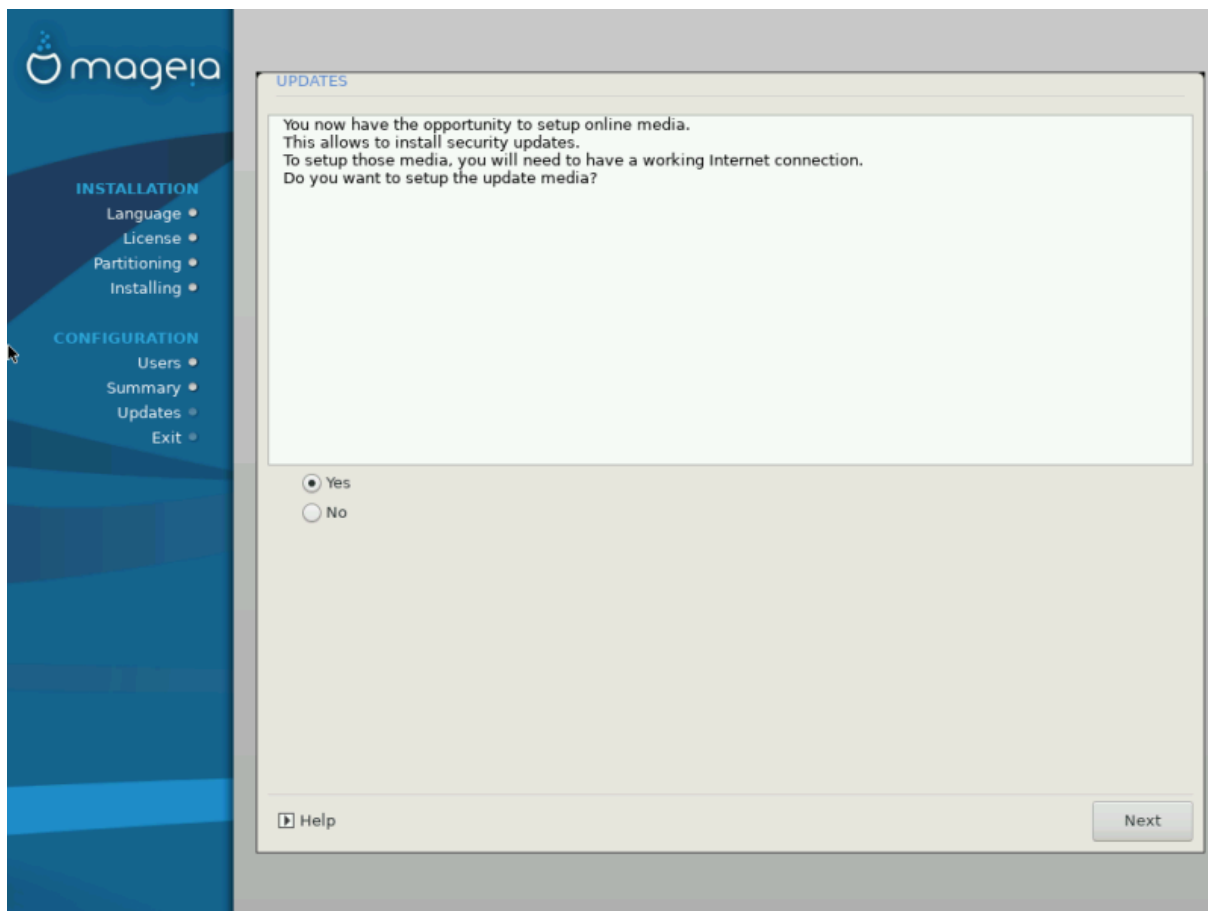 mageia
INSTALLATION
Language
License
Partitioning
Installing
CONFIGURATION
Users
Summary
Updates
Exit
UPDATES
You now have the opportunity to setup online media.
This allows to install security updates.
To setup those media, you will need to have a working Internet connection.
Do you want to setup the update media?
Yes
No
Help
Next